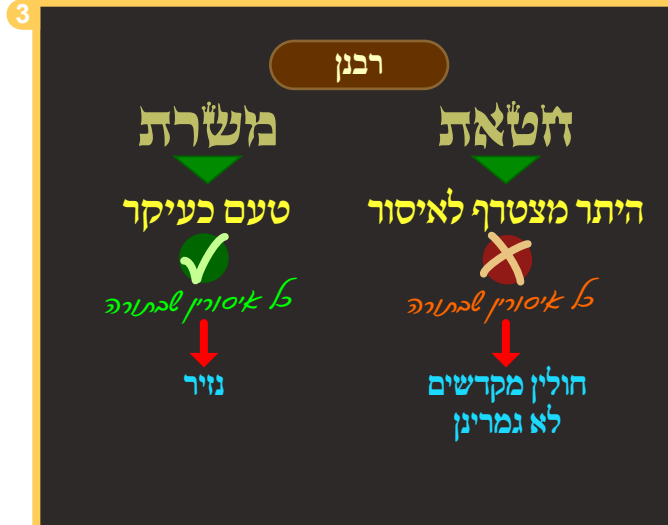 3
רבנן
חטאת
משרת
היתר מצטרף לאיסור
טעם כעיקר
כל איסורין שבתורה
כל איסורין שבתורה
חולין מקדשים
לא גמרינן
נזיר